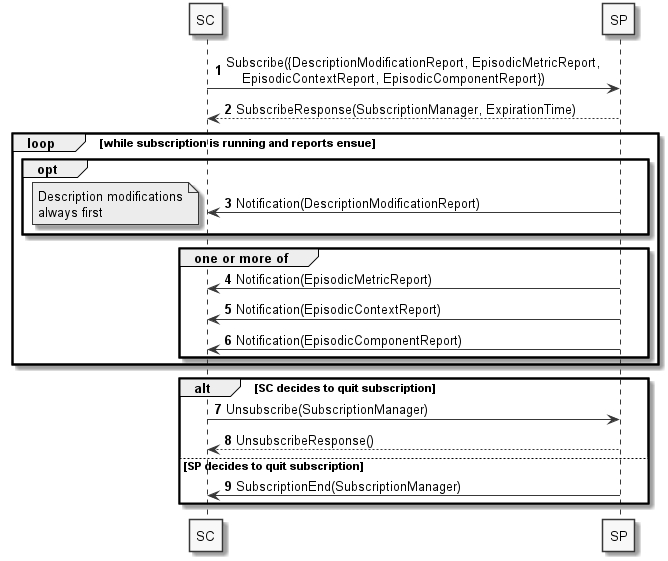 SC SP
1 Subscribe({DescriptionModificationReport, EpisodicMetricReport,
EpisodicContextReport, EpisodicComponentReport})
2 SubscribeResponse(SubscriptionManager, ExpirationTime)
loop [while subscription is running and reports ensue]
opt
Description modifications
always first
3 Notification(DescriptionModificationReport)
one or more of
4 Notification(EpisodicMetricReport)
5 Notification(EpisodicContextReport)
6 Notification(EpisodicComponentReport)
alt [SC decides to quit subscription]
7 Unsubscribe(SubscriptionManager)
8 UnsubscribeResponse()
[SP decides to quit subscription]
9 SubscriptionEnd(SubscriptionManager)
SC SP